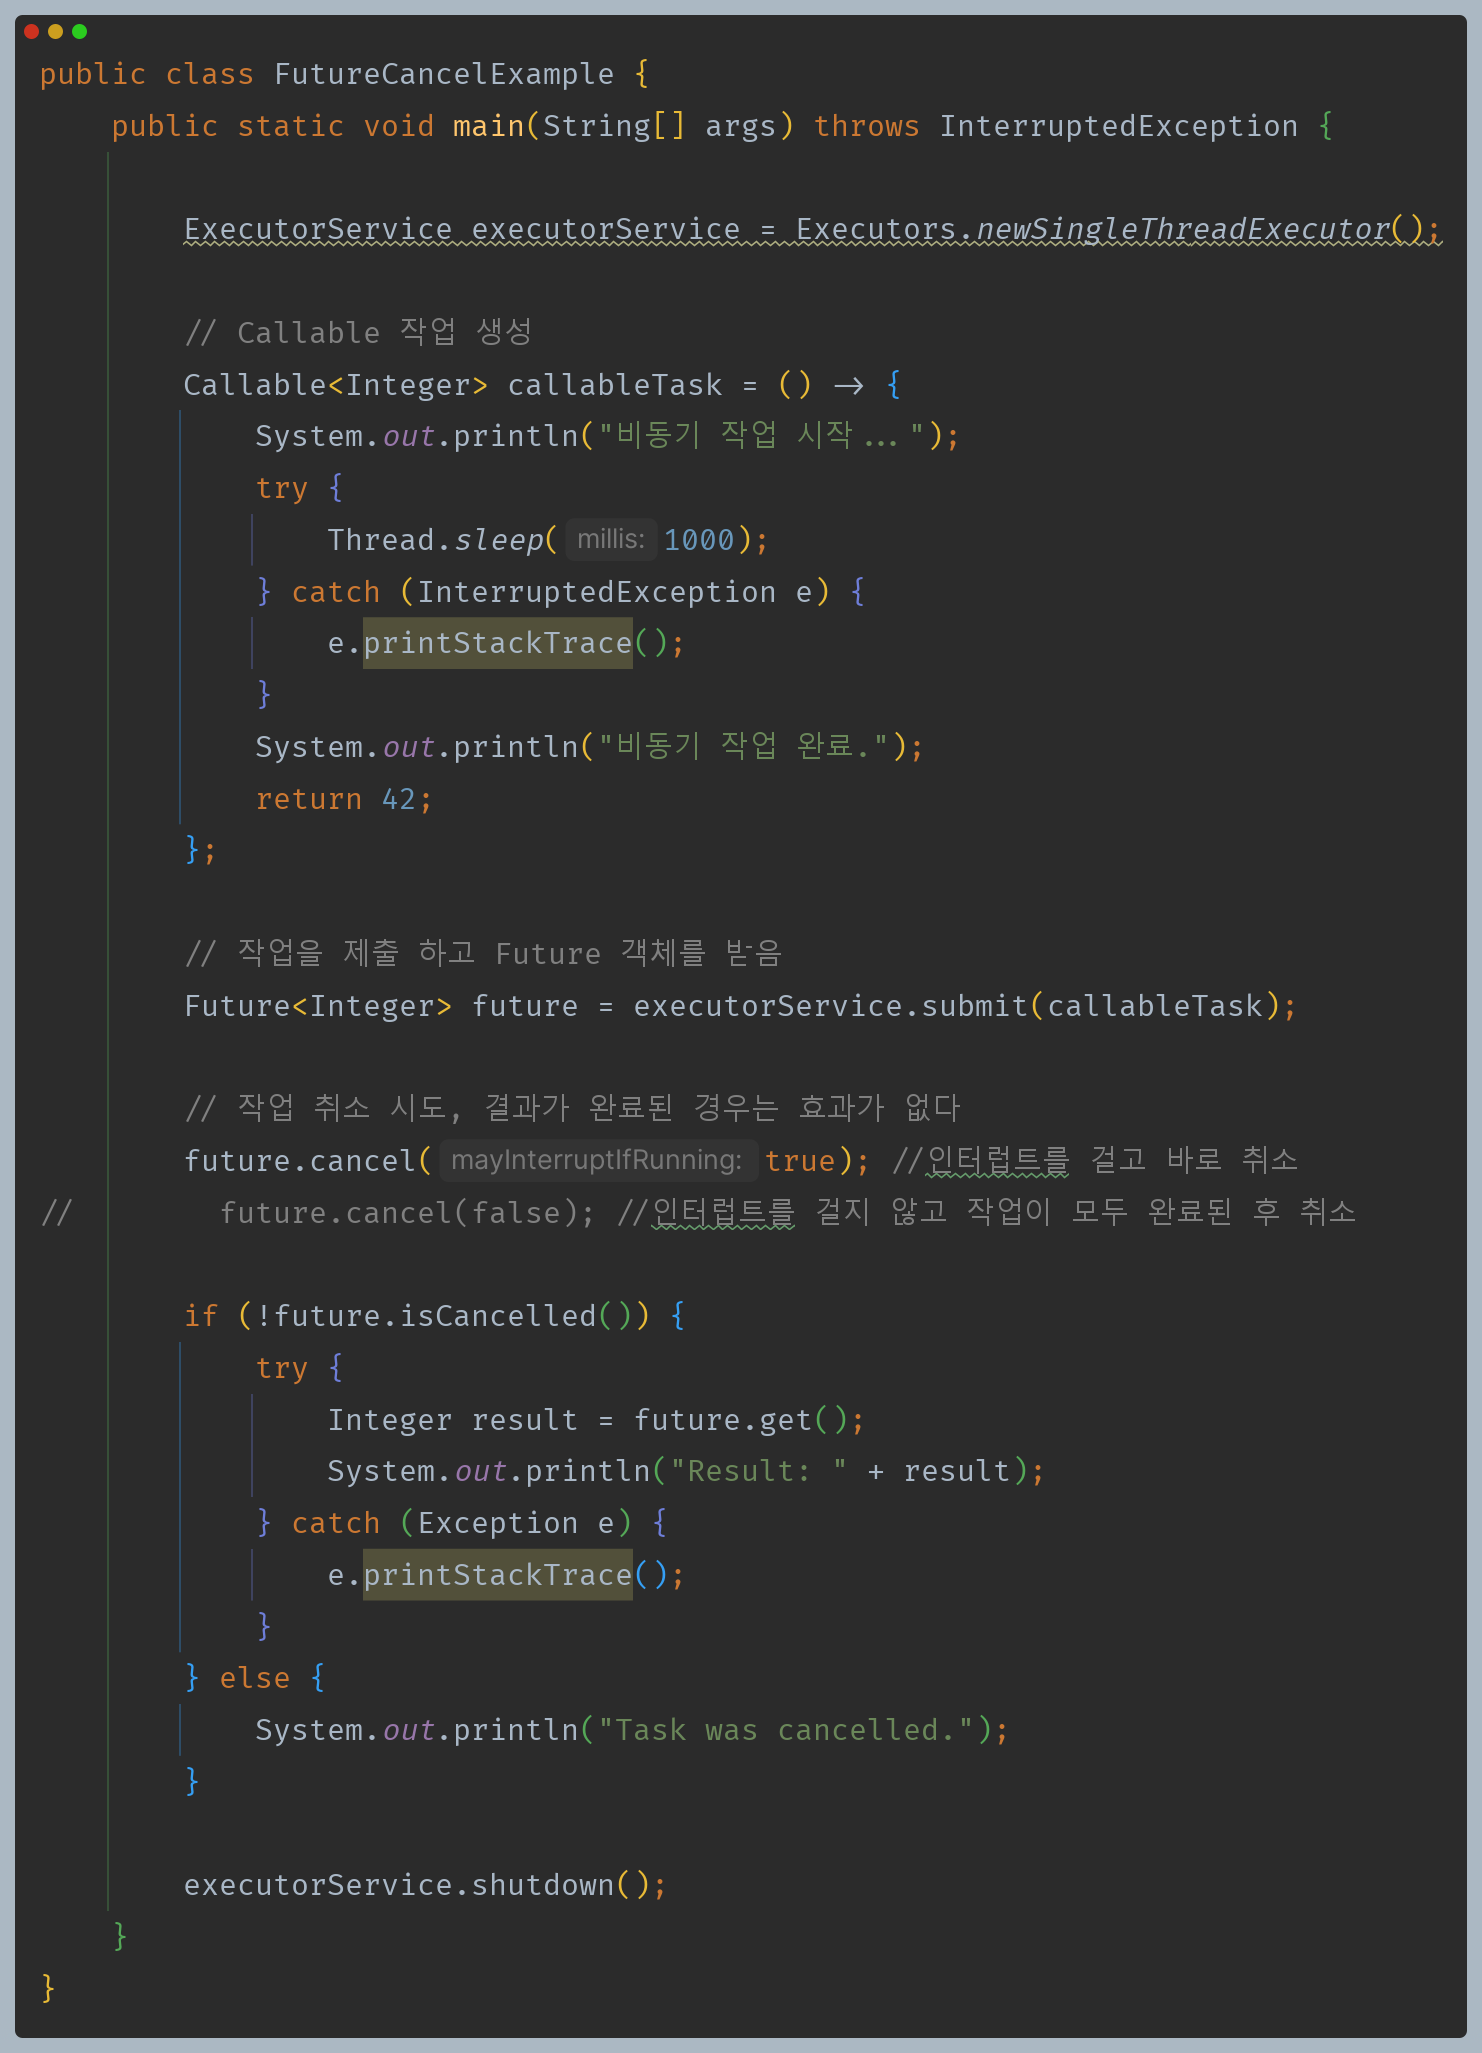 public class FutureCancelExample {
    public static void main(String[] args) throws InterruptedException {
        ExecutorService executorService = Executors.newSingleThreadExecutor();
        // Callable 작업 생성
        Callable<Integer> callableTask = () -> {
            System.out.println("비동기 작업 시작...");
            try {
                Thread.sleep( millis: 1000);
            } catch (InterruptedException e) {
                e.printStackTrace();
            }
            System.out.println("비동기 작업 완료.");
            return 42;
        };
        // 작업을 제출 하고 Future 객체를 받음
        Future<Integer> future = executorService.submit(callableTask);
        // 작업 취소 시도, 결과가 완료된 경우는 효과가 없다
        future.cancel( mayInterruptIfRunning: true); //인터럽트를 걸고 바로 취소
//        future.cancel(false); //인터럽트를 걸지 않고 작업이 모두 완료된 후 취소
        if (!future.isCancelled()) {
            try {
                Integer result = future.get();
                System.out.println("Result: " + result);
            } catch (Exception e) {
                e.printStackTrace();
            }
        } else {
            System.out.println("Task was cancelled.");
        }
        executorService.shutdown();
    }
}